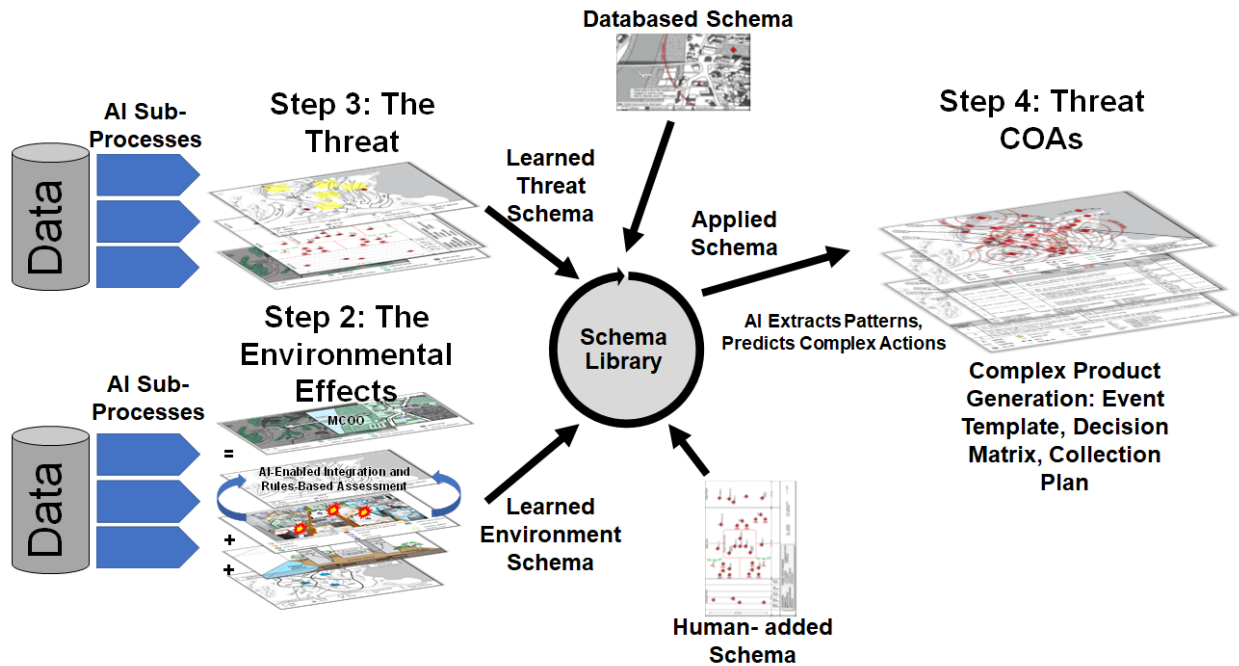 Databased Schema
Step 3: The
Threat
AI Sub-
Processes
Data
Learned
Threat
Schema
Step 4: Threat
COAs
Applied
Schema
Schema
Library
AI Extracts Patterns,
Predicts Complex Actions
Complex Product
Generation: Event
Template, Decision
Matrix, Collection
Plan
Step 2: The
Environmental
Effects
AI Sub-
Processes
Data
MCOO
=
AI-Enabled Integration and
Rules-Based Assessment
+
+
Learned
Environment
Schema
Human- added
Schema